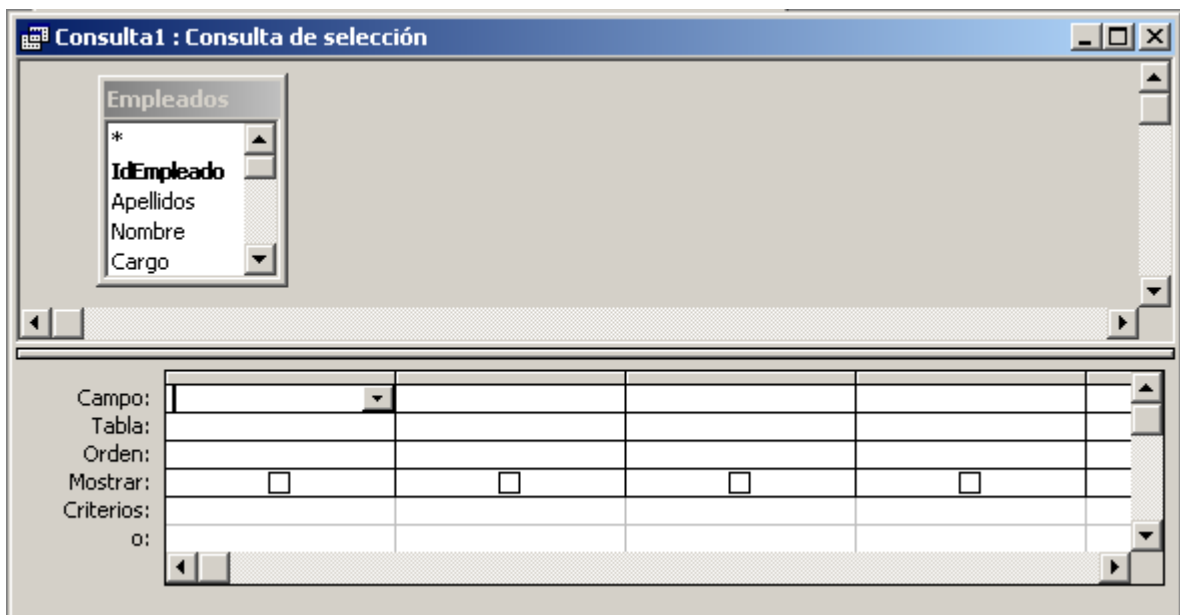 Consulta1 : Consulta de selección
Empleados
*
IdEmpleado
Apellidos
Nombre
Cargo
Campo:
Tabla:
Orden:
Mostrar:
Criterios:
o: